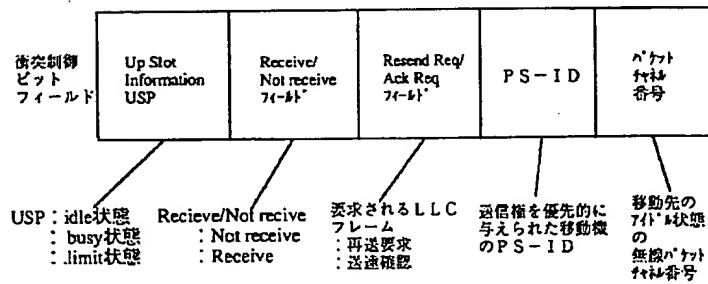 衝突制御
ビット
フィールド
Up Slot
Information
USP
Receive/
Not receive
フィールド
Resend Req/
Ack Req
フィールド
PS-ID
パケット
チャネル
番号
USP:idle状態
:busy状態
:limit状態
Recieve/Not recive
:Not receive
:Receive
要求されるLLC
フレーム
:再送要求
:送達確認
送信権を優先的に
与えられた移動機
のPS-ID
移動先の
アイドル状態
の
無線パケット
チャネル番号